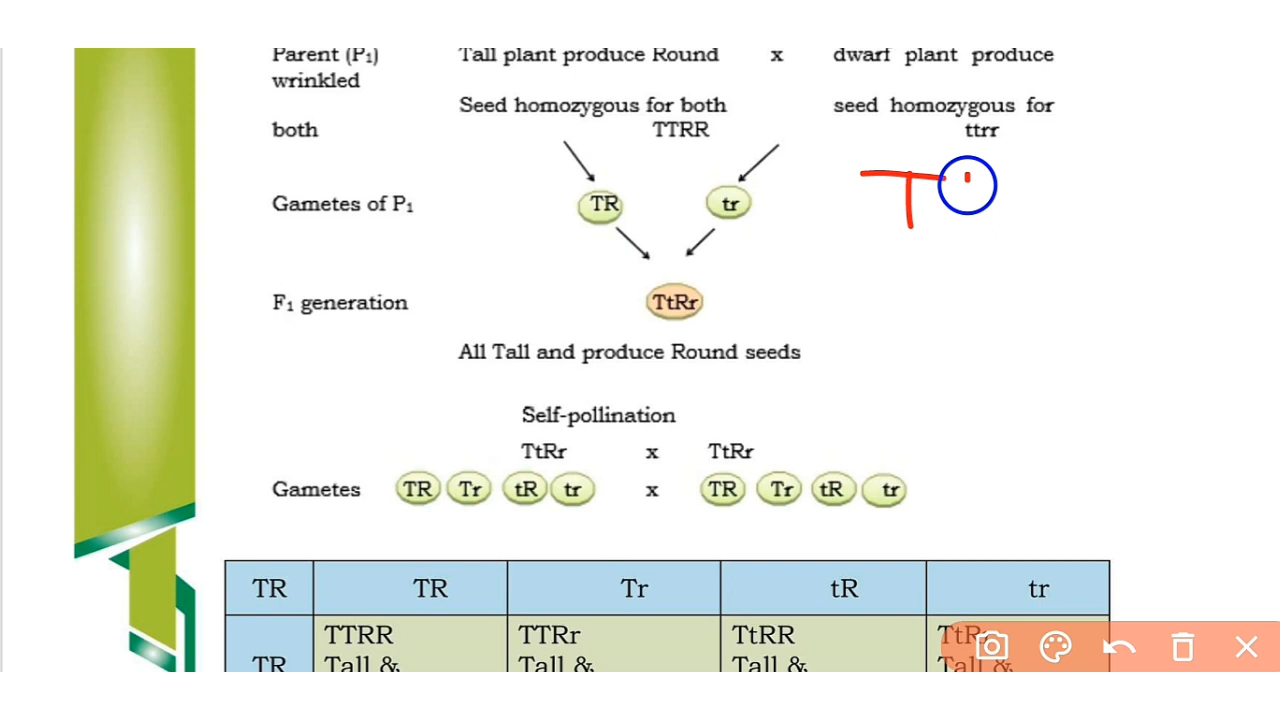 Parent (P₁) Tall plant produce Round x dwarf plant produce
wrinkled
Seed homozygous for both seed homozygous for
both TTRR ttrr
T
Gametes of P₁ TR tr
F₁ generation TtRr
All Tall and produce Round seeds
Self-pollination
TtRr x TtRr
Gametes TR Tr tR tr x TR Tr tR tr
TR TR Tr tR tr
TTRR TTRr TtRR TtRr
TR Tall & Tall & Tall & Tall &